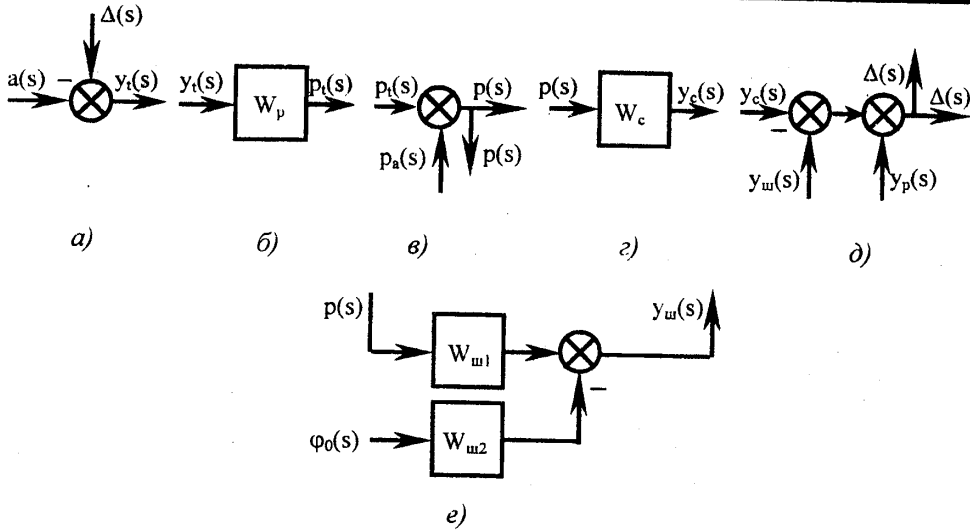 Δ(s)
a(s) – y_t(s)
y_t(s) W_p p_t(s)
p_t(s) p(s)
p_a(s) p(s)
p(s) W_c y_c(s)
y_c(s) – Δ(s) Δ(s)
y_ш(s) y_p(s)
а) б) в) г) д)
p(s) W_ш1 y_ш(s)
–
φ_0(s) W_ш2
е)